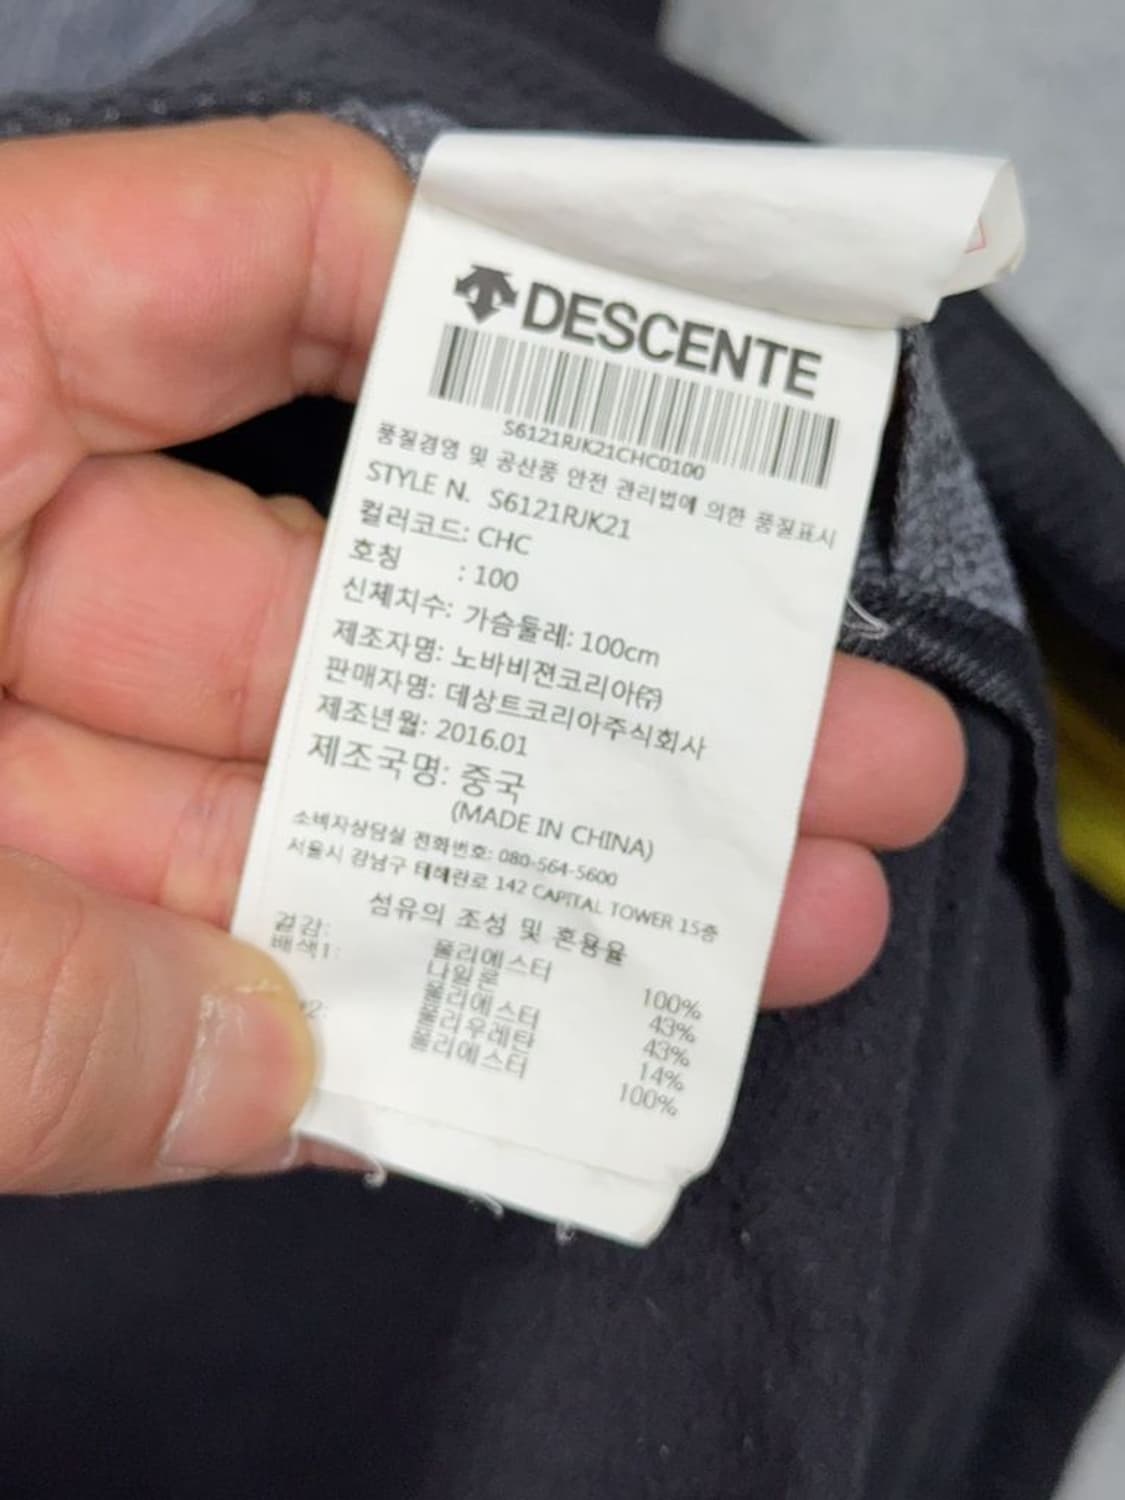 DESCENTE
S6121RJK21CHC0100
품질경영 및 공산품 안전 관리법에 의한 품질표시
STYLE N. S6121RJK21
컬러코드: CHC
호칭 : 100
신체치수: 가슴둘레: 100cm
제조자명: 노바비젼코리아㈜
판매자명: 데상트코리아주식회사
제조년월: 2016.01
제조국명: 중국
(MADE IN CHINA)
소비자상담실 전화번호: 080-564-5600
서울시 강남구 테헤란로 142 CAPITAL TOWER 15층
섬유의 조성 및 혼용율
겉감: 폴리에스터 100%
배색1: 나일론 43%
폴리에스터 43%
폴리우레탄 14%
2: 폴리에스터 100%